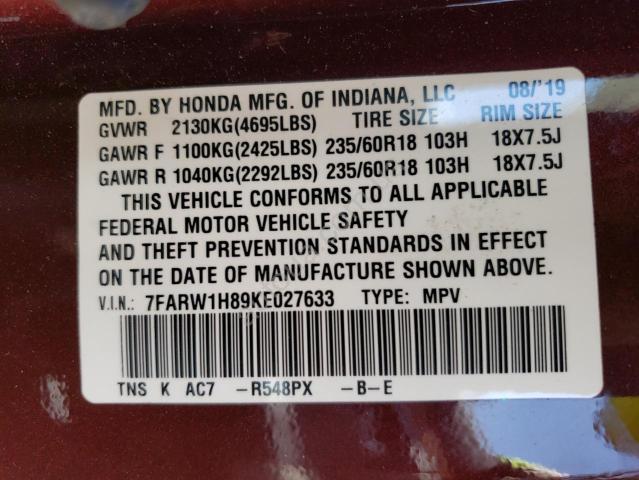 MFD. BY HONDA MFG. OF INDIANA, LLC 08/'19
GVWR 2130KG(4695LBS) TIRE SIZE RIM SIZE
GAWR F 1100KG(2425LBS) 235/60R18 103H 18X7.5J
GAWR R 1040KG(2292LBS) 235/60R18 103H 18X7.5J
THIS VEHICLE CONFORMS TO ALL APPLICABLE
FEDERAL MOTOR VEHICLE SAFETY
AND THEFT PREVENTION STANDARDS IN EFFECT
ON THE DATE OF MANUFACTURE SHOWN ABOVE.
V.I.N.: 7FARW1H89KE027633 TYPE: MPV
TNS K AC7 -R548PX -B-E